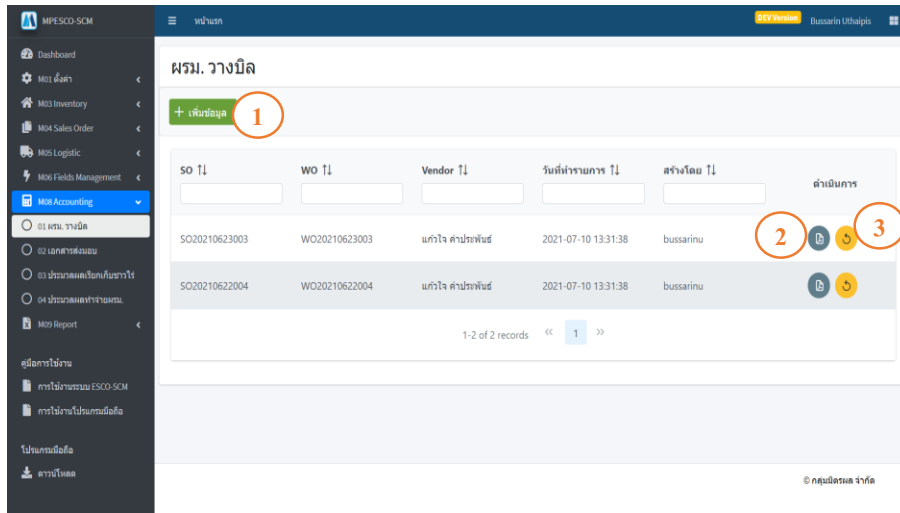 MPESCO-SCM
หน้าแรก
DEV Version
Bussarin Uthaipis
Dashboard
M01 ตั้งค่า
M03 Inventory
M04 Sales Order
M05 Logistic
M06 Fields Management
M08 Accounting
01 ผรม. วางบิล
02 เอกสารส่งมอบ
03 ประมวลผลเรียกเก็บชาวไร่
04 ประมวลผลทำจ่ายผรม.
M09 Report
คู่มือการใช้งาน
การใช้งานระบบ ESCO-SCM
การใช้งานโปรแกรมมือถือ
โปรแกรมมือถือ
ดาวน์โหลด
ผรม. วางบิล
+ เพิ่มข้อมูล
1
SO WO Vendor วันที่ทำรายการ สร้างโดย ดำเนินการ
SO20210623003 WO20210623003 แก้วใจ คำประพันธ์ 2021-07-10 13:31:38 bussarinu 2 3
SO20210622004 WO20210622004 แก้วใจ คำประพันธ์ 2021-07-10 13:31:38 bussarinu
1-2 of 2 records « 1 »
© กลุ่มมิตรผล จำกัด